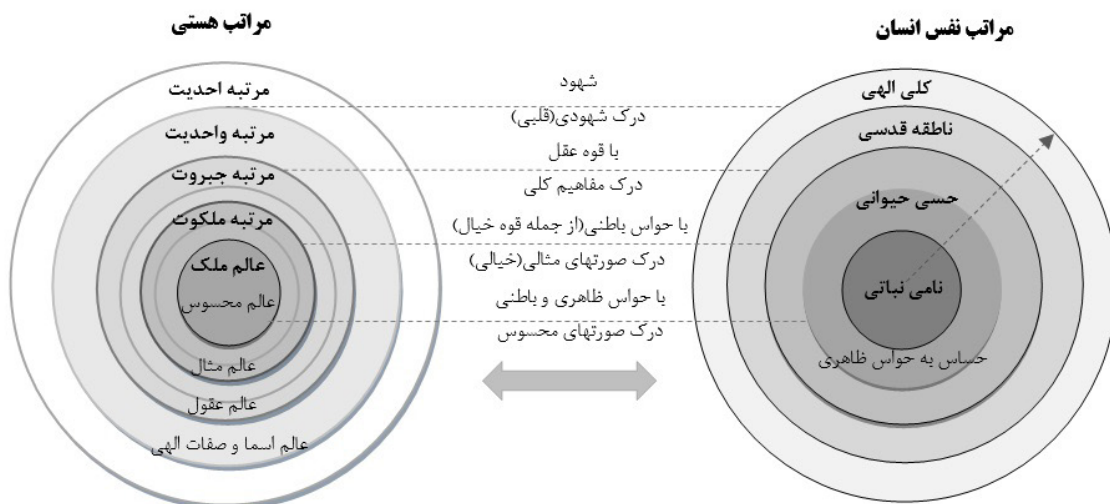 مراتب نفس انسان
کلی الهی
ناطقه قدسی
حسی حیوانی
نامی نباتی
حساس به حواس ظاهری
شهود
درک شهودی(قلبی)
با قوه عقل
درک مفاهیم کلی
با حواس باطنی(از جمله قوه خیال)
درک صورتهای مثالی(خیالی)
با حواس ظاهری و باطنی
درک صورتهای محسوس
مراتب هستی
مرتبه احدیت
مرتبه واحدیت
مرتبه جبروت
مرتبه ملکوت
عالم ملک
عالم محسوس
عالم مثال
عالم عقول
عالم اسما و صفات الهی